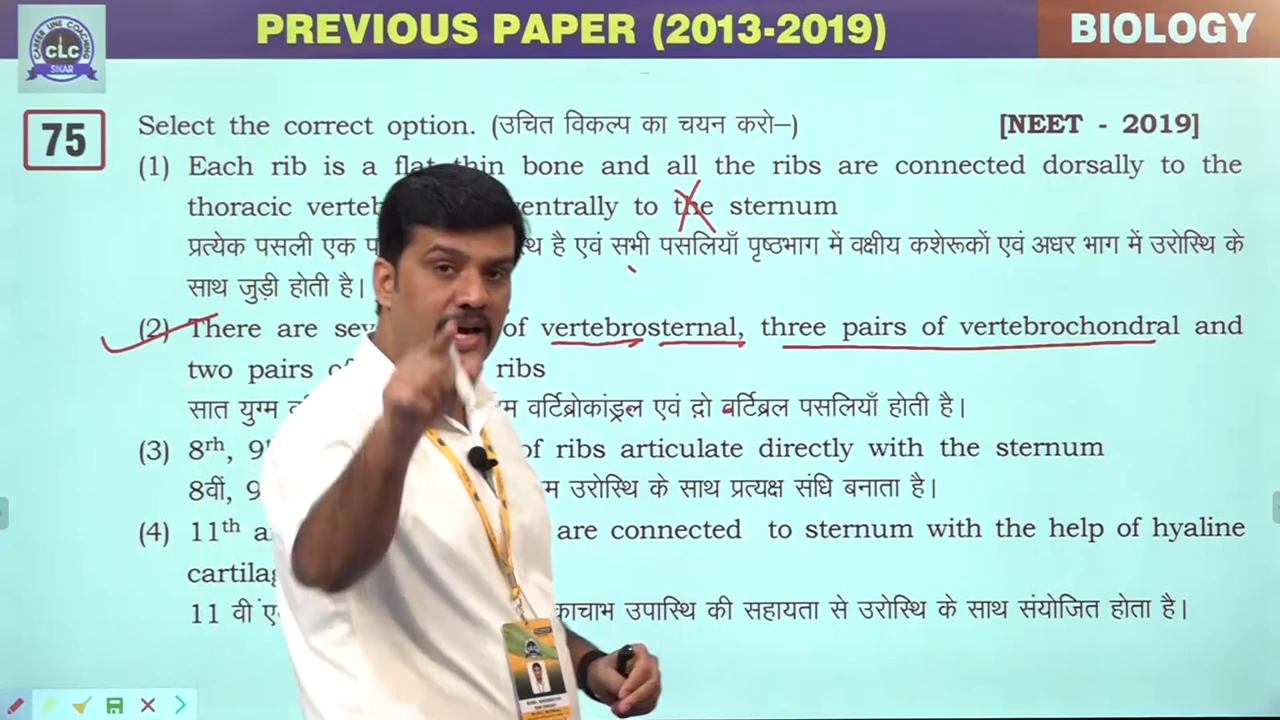 PREVIOUS PAPER (2013-2019)
BIOLOGY
CAREER LINE COACHING
CLC
SIKAR
75
Select the correct option. (उचित विकल्प का चयन करो–) [NEET - 2019]
(1) Each rib is a flat thin bone and all the ribs are connected dorsally to the
thoracic ventrally to the sternum
प्रत्येक पसली एक है एवं सभी पसलियाँ पृष्ठभाग में वक्षीय कशेरूकों एवं अधर भाग में उरोस्थि के
साथ जुड़ी होती है।
(2) There are of vertebrosternal, three pairs of vertebrochondral and
two pairs ribs
सात युग्म वर्टिब्रोकांड्रल एवं दो वर्टिब्रल पसलियाँ होती है।
(3) 8rh, of ribs articulate directly with the sternum
8वीं, उरोस्थि के साथ प्रत्यक्ष संधि बनाता है।
(4) 11th are connected to sternum with the help of hyaline
11 वी उपास्थि की सहायता से उरोस्थि के साथ संयोजित होता है।